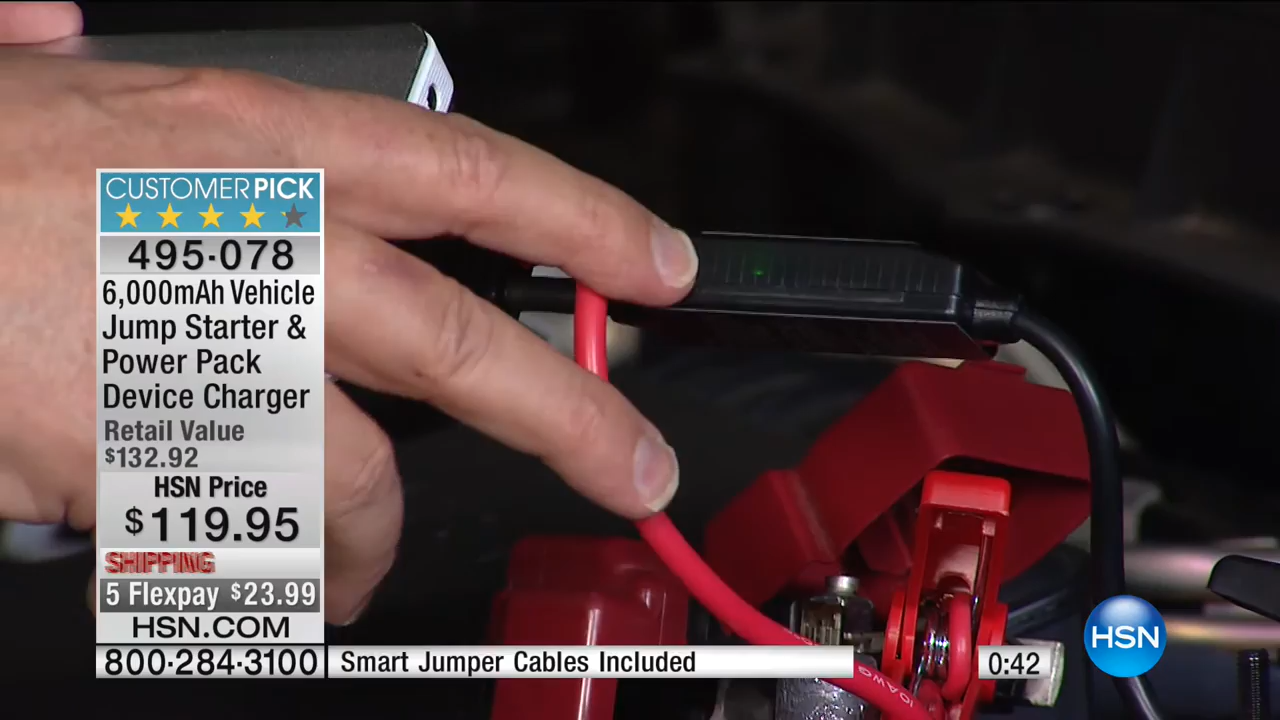 CUSTOMER PICK
495-078
6,000mAh Vehicle
Jump Starter &
Power Pack
Device Charger
Retail Value
$132.92
HSN Price
$119.95
SHIPPING
5 Flexpay $23.99
HSN.COM
800-284-3100
Smart Jumper Cables Included
0:42
HSN
10 AWG